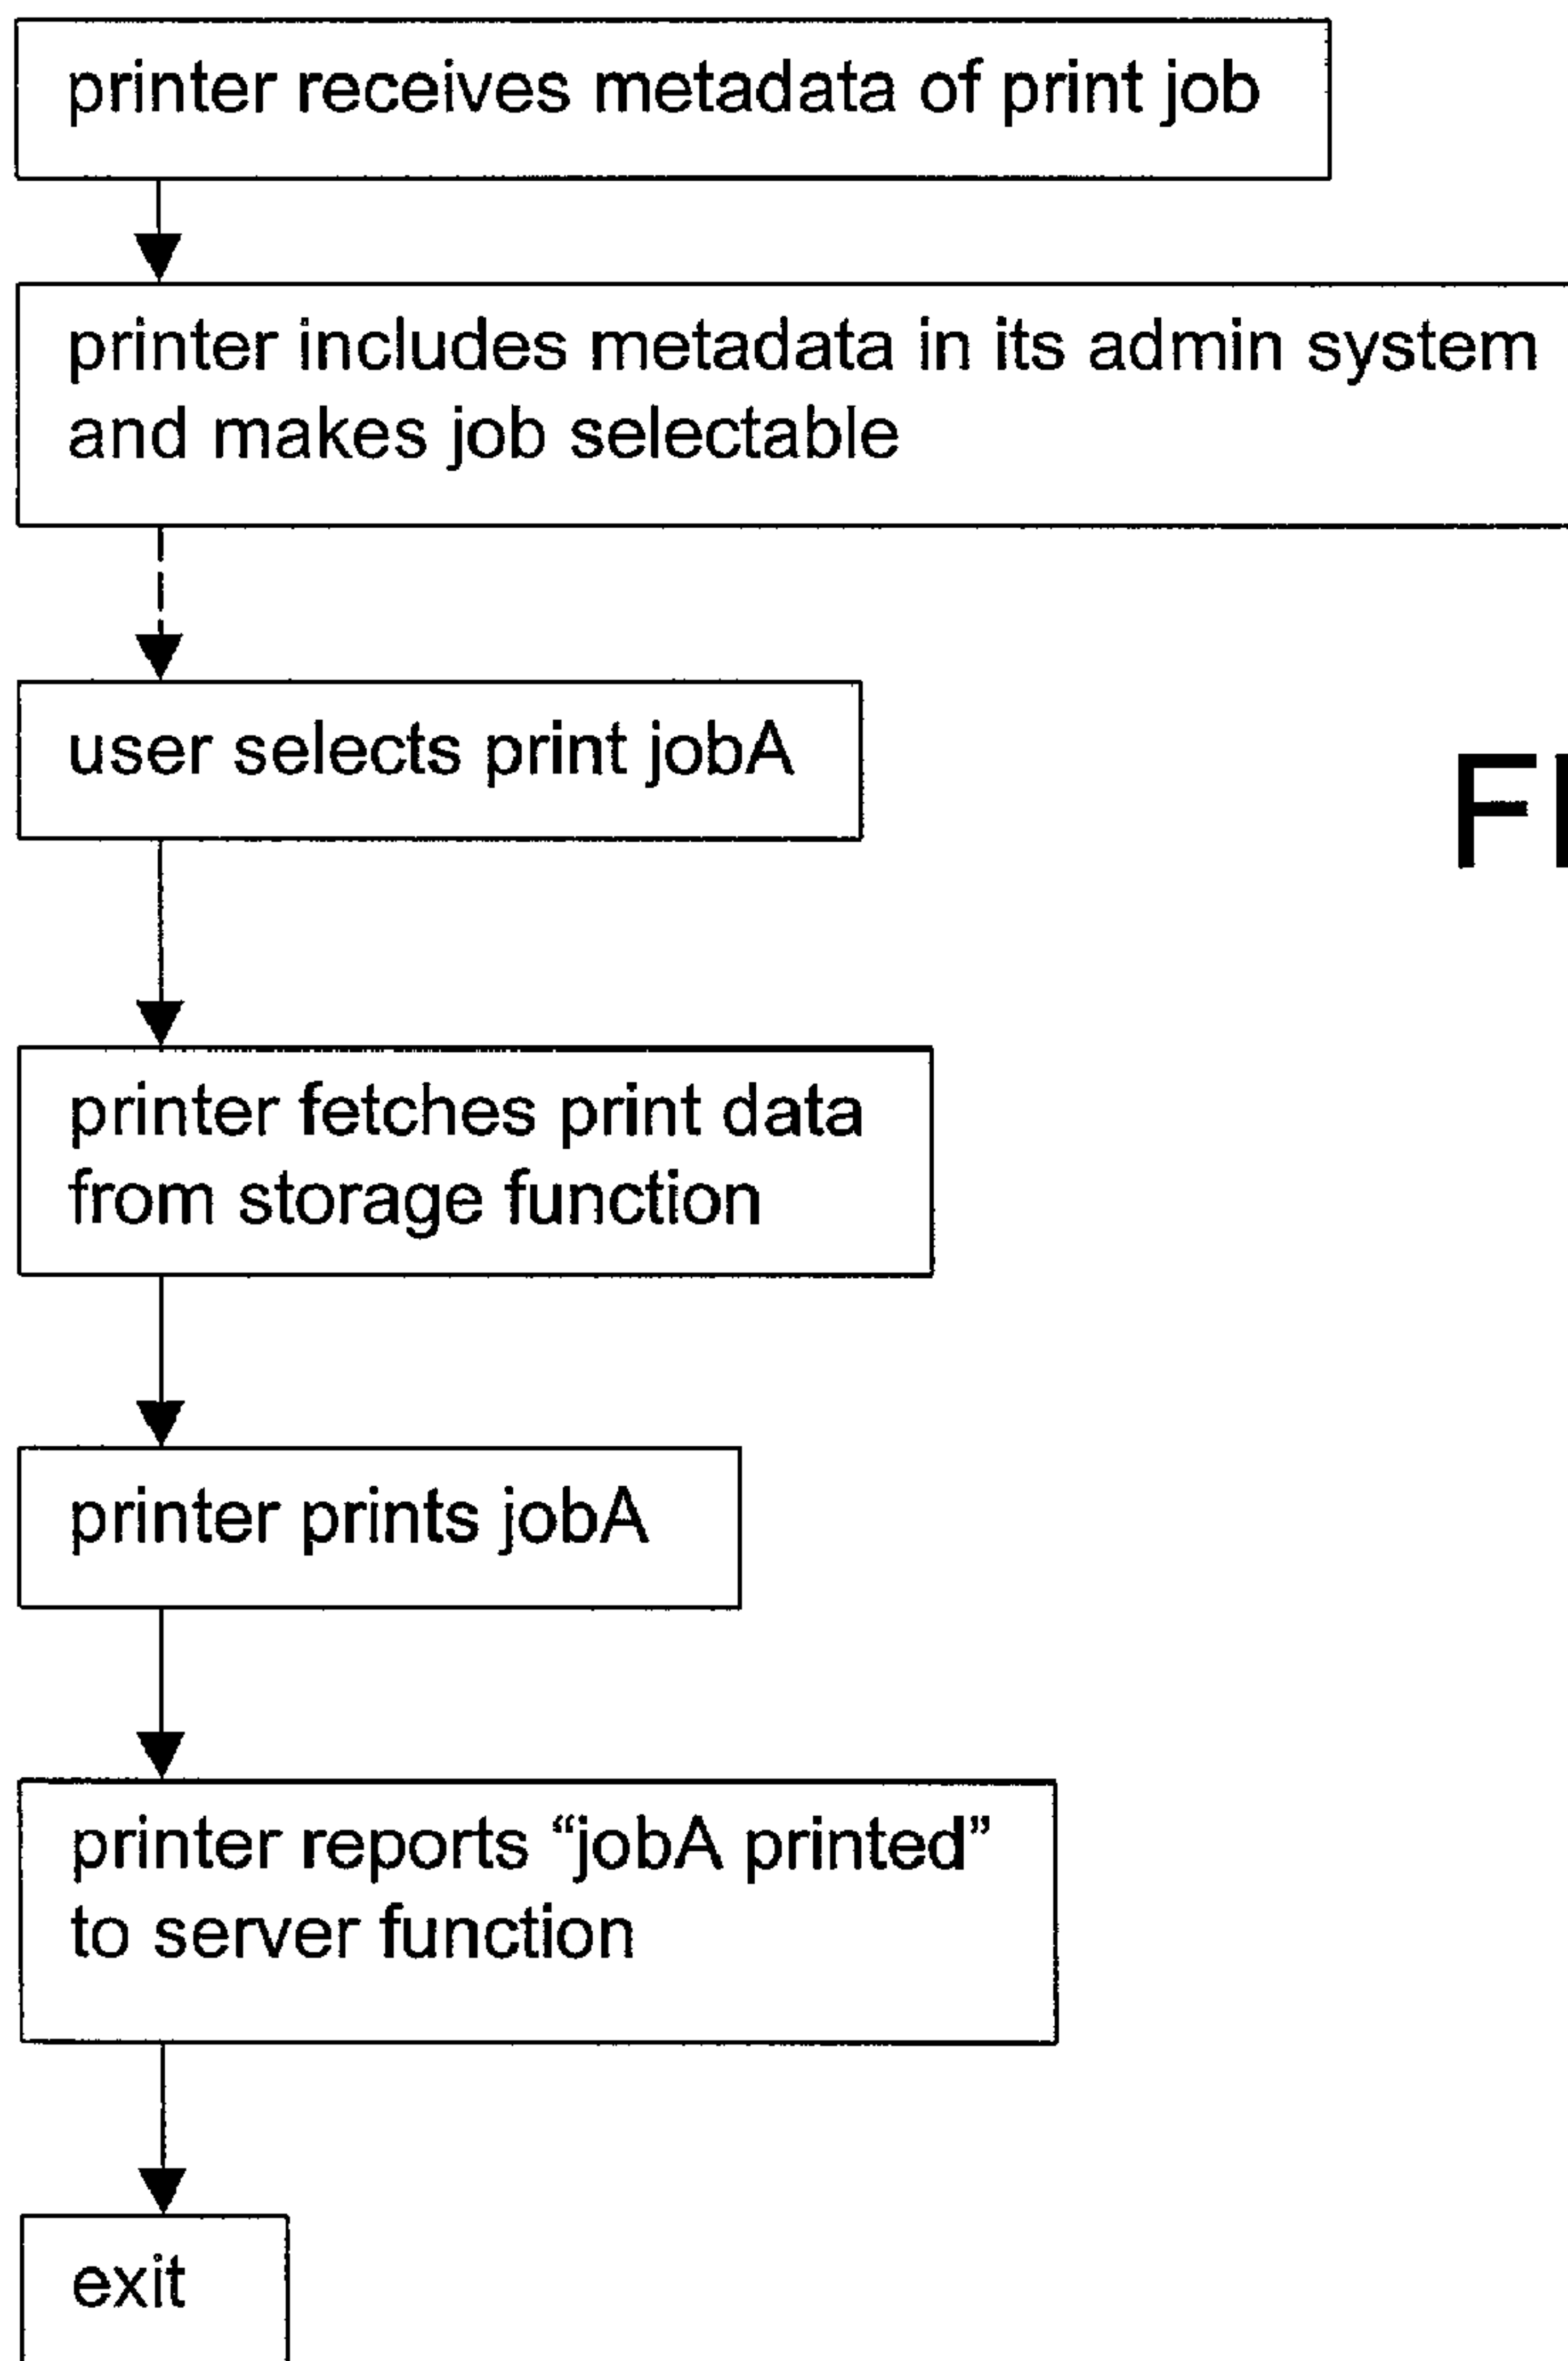 printer receives metadata of print job
printer includes metadata in its admin system
and makes job selectable
user selects print jobA
printer fetches print data
from storage function
printer prints jobA
printer reports “jobA printed”
to server function
exit